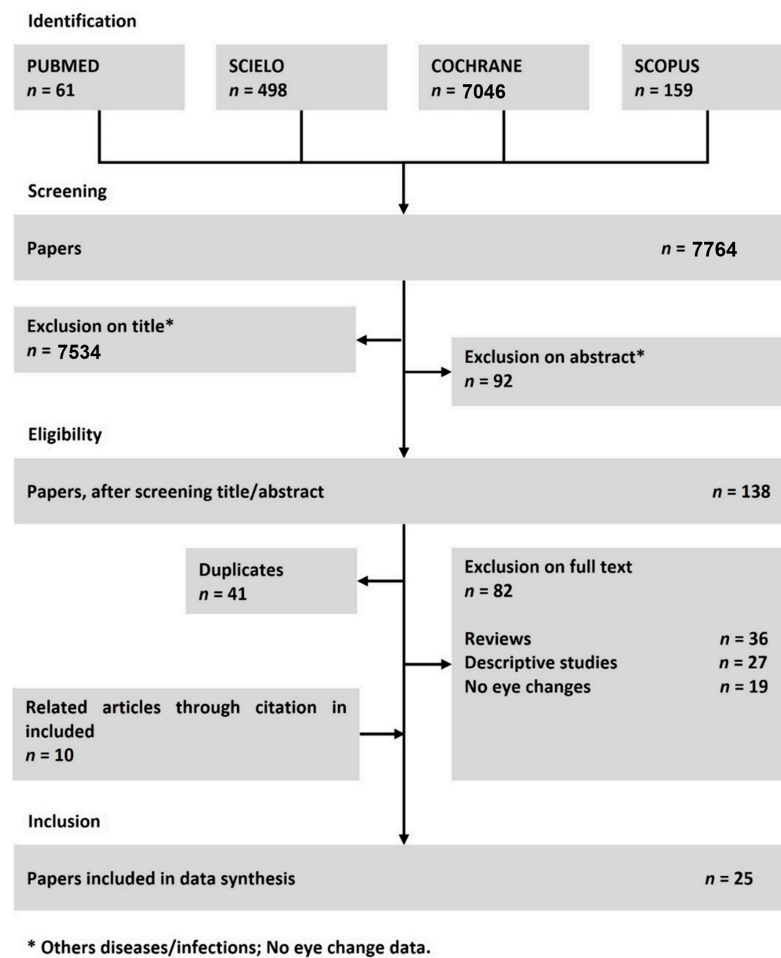 Identification
PUBMED
n = 61
SCIELO
n = 498
COCHRANE
n = 7046
SCOPUS
n = 159
Screening
Papers n = 7764
Exclusion on title*
n = 7534
Exclusion on abstract*
n = 92
Eligibility
Papers, after screening title/abstract n = 138
Duplicates
n = 41
Exclusion on full text
n = 82
Reviews n = 36
Descriptive studies n = 27
No eye changes n = 19
Related articles through citation in
included
n = 10
Inclusion
Papers included in data synthesis n = 25
* Others diseases/infections; No eye change data.